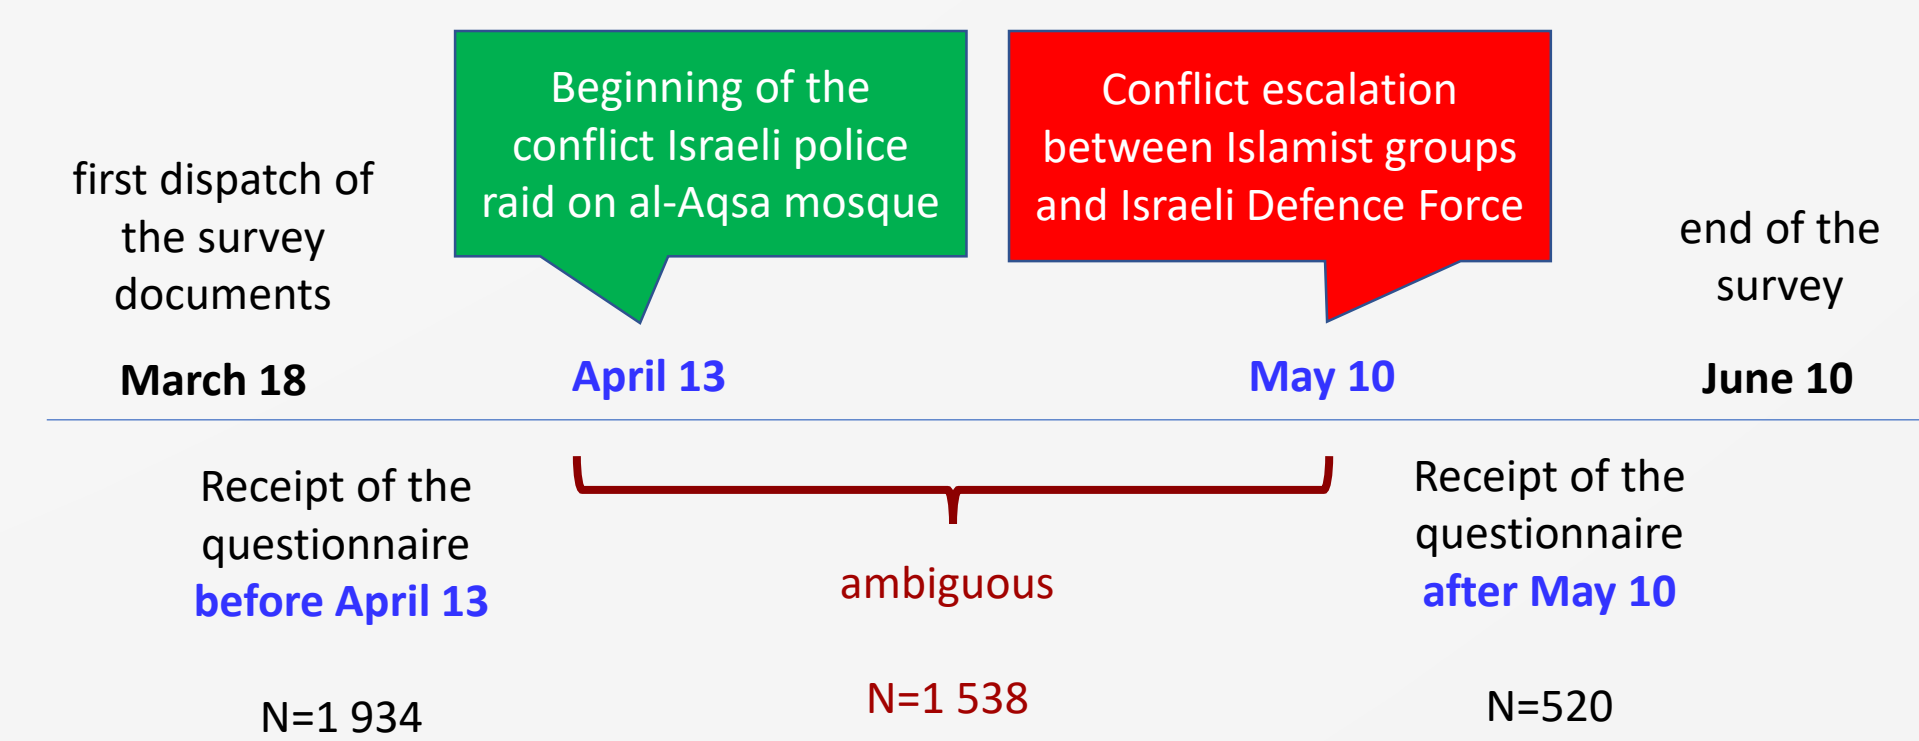 first dispatch of
the survey
documents
March 18
Beginning of the
conflict Israeli police
raid on al-Aqsa mosque
April 13
Conflict escalation
between Islamist groups
and Israeli Defence Force
May 10
end of the
survey
June 10
Receipt of the
questionnaire
before April 13
N=1 934
ambiguous
N=1 538
Receipt of the
questionnaire
after May 10
N=520